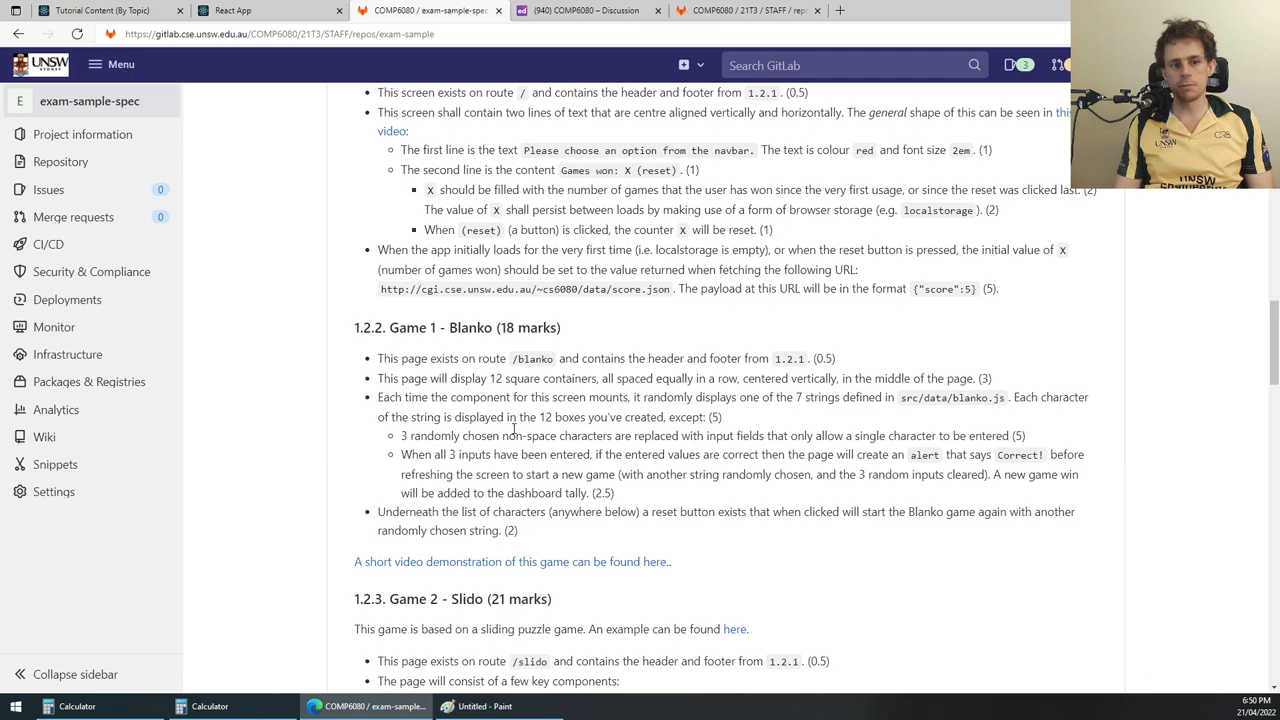 Tutorial Content (By Topic)
React App
COMP6080 / exam-sample-spec
(940) COMP6080 – Discussion
COMP6080 / 21T3 / STAFF / repo
https://gitlab.cse.unsw.edu.au/COMP6080/21T3/STAFF/repos/exam-sample
UNSW
Menu
Search GitLab
3
E exam-sample-spec
Project information
Repository
Issues 0
Merge requests 0
CI/CD
Security & Compliance
Deployments
Monitor
Infrastructure
Packages & Registries
Analytics
Wiki
Snippets
Settings
Collapse sidebar
This screen exists on route / and contains the header and footer from 1.2.1. (0.5)
This screen shall contain two lines of text that are centre aligned vertically and horizontally. The general shape of this can be seen in this
video:
The first line is the text Please choose an option from the navbar. The text is colour red and font size 2em. (1)
The second line is the content Games won: X (reset). (1)
X should be filled with the number of games that the user has won since the very first usage, or since the reset was clicked last. (2)
The value of X shall persist between loads by making use of a form of browser storage (e.g. localstorage). (2)
When (reset) (a button) is clicked, the counter X will be reset. (1)
When the app initially loads for the very first time (i.e. localstorage is empty), or when the reset button is pressed, the initial value of X
(number of games won) should be set to the value returned when fetching the following URL:
http://cgi.cse.unsw.edu.au/~cs6080/data/score.json. The payload at this URL will be in the format {"score":5} (5).
1.2.2. Game 1 - Blanko (18 marks)
This page exists on route /blanko and contains the header and footer from 1.2.1. (0.5)
This page will display 12 square containers, all spaced equally in a row, centered vertically, in the middle of the page. (3)
Each time the component for this screen mounts, it randomly displays one of the 7 strings defined in src/data/blanko.js. Each character
of the string is displayed in the 12 boxes you've created, except: (5)
3 randomly chosen non-space characters are replaced with input fields that only allow a single character to be entered (5)
When all 3 inputs have been entered, if the entered values are correct then the page will create an alert that says Correct! before
refreshing the screen to start a new game (with another string randomly chosen, and the 3 random inputs cleared). A new game win
will be added to the dashboard tally. (2.5)
Underneath the list of characters (anywhere below) a reset button exists that when clicked will start the Blanko game again with another
randomly chosen string. (2)
A short video demonstration of this game can be found here..
1.2.3. Game 2 - Slido (21 marks)
This game is based on a sliding puzzle game. An example can be found here.
This page exists on route /slido and contains the header and footer from 1.2.1. (0.5)
The page will consist of a few key components:
Calculator
Calculator
COMP6080 / exam-sample...
Untitled - Paint
6:50 PM
21/04/2022